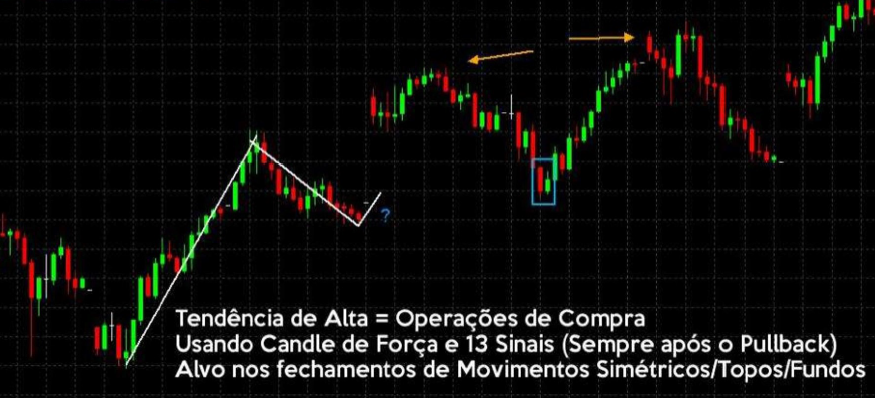 ?
Tendência de Alta = Operações de Compra
Usando Candle de Força e 13 Sinais (Sempre após o Pullback)
Alvo nos fechamentos de Movimentos Simétricos/Topos/Fundos